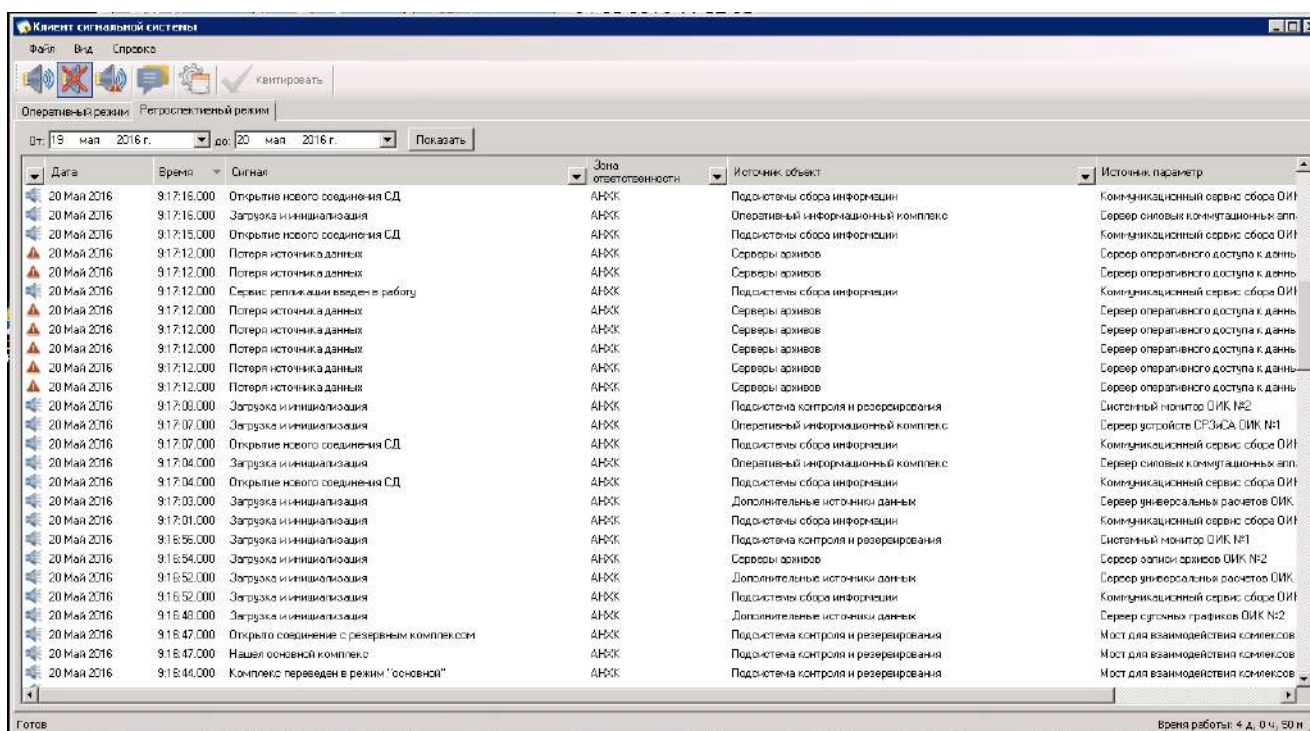 Клиент сигнальной системы
Файл Вид Справка
квитировать
Оперативный режим Ретроспективный режим
От: 19 мая 2016 г. до: 20 мая 2016 г. Показать
Дата Время Сигнал Зона ответственности Источник объект Источник параметр
20 Май 2016 9:17:16.000 Открытие нового соединения СД АНХК Подсистемы сбора информации Коммуникационный сервис сбора ОИК
20 Май 2016 9:17:16.000 Загрузка и инициализация АНХК Оперативный информационный комплекс Сервер силовых коммутационных апп
20 Май 2016 9:17:15.000 Открытие нового соединения СД АНХК Подсистемы сбора информации Коммуникационный сервис сбора ОИК
20 Май 2016 9:17:12.000 Потеря источника данных АНХК Серверы архивов Сервер оперативного доступа к данны
20 Май 2016 9:17:12.000 Потеря источника данных АНХК Серверы архивов Сервер оперативного доступа к данны
20 Май 2016 9:17:12.000 Сервис репликации введен в работу АНХК Подсистемы сбора информации Коммуникационный сервис сбора ОИК
20 Май 2016 9:17:12.000 Потеря источника данных АНХК Серверы архивов Сервер оперативного доступа к данны
20 Май 2016 9:17:12.000 Потеря источника данных АНХК Серверы архивов Сервер оперативного доступа к данны
20 Май 2016 9:17:12.000 Потеря источника данных АНХК Серверы архивов Сервер оперативного доступа к данны
20 Май 2016 9:17:12.000 Потеря источника данных АНХК Серверы архивов Сервер оперативного доступа к данны
20 Май 2016 9:17:12.000 Потеря источника данных АНХК Серверы архивов Сервер оперативного доступа к данны
20 Май 2016 9:17:08.000 Загрузка и инициализация АНХК Подсистема контроля и резервирования Системный монитор ОИК №2
20 Май 2016 9:17:07.000 Загрузка и инициализация АНХК Оперативный информационный комплекс Сервер устройств СРЗиСА ОИК №1
20 Май 2016 9:17:07.000 Открытие нового соединения СД АНХК Подсистемы сбора информации Коммуникационный сервис сбора ОИК
20 Май 2016 9:17:04.000 Загрузка и инициализация АНХК Оперативный информационный комплекс Сервер силовых коммутационных апп
20 Май 2016 9:17:04.000 Открытие нового соединения СД АНХК Подсистемы сбора информации Коммуникационный сервис сбора ОИК
20 Май 2016 9:17:03.000 Загрузка и инициализация АНХК Дополнительные источники данных Сервер универсальных расчетов ОИК
20 Май 2016 9:17:01.000 Загрузка и инициализация АНХК Подсистемы сбора информации Коммуникационный сервис сбора ОИК
20 Май 2016 9:16:56.000 Загрузка и инициализация АНХК Подсистема контроля и резервирования Системный монитор ОИК №1
20 Май 2016 9:16:54.000 Загрузка и инициализация АНХК Серверы архивов Сервер записи архивов ОИК №2
20 Май 2016 9:16:52.000 Загрузка и инициализация АНХК Дополнительные источники данных Сервер универсальных расчетов ОИК
20 Май 2016 9:16:52.000 Загрузка и инициализация АНХК Подсистемы сбора информации Коммуникационный сервис сбора ОИК
20 Май 2016 9:16:48.000 Загрузка и инициализация АНХК Дополнительные источники данных Сервер суточных графиков ОИК №2
20 Май 2016 9:16:47.000 Открыто соединение с резервным комплексом АНХК Подсистема контроля и резервирования Мост для взаимодействия комлексов
20 Май 2016 9:16:47.000 Нашел основной комплекс АНХК Подсистема контроля и резервирования Мост для взаимодействия комлексов
20 Май 2016 9:16:44.000 Комплекс переведен в режим "основной" АНХК Подсистема контроля и резервирования Мост для взаимодействия комлексов
Готов Время работы: 4 д, 0 ч, 50 м